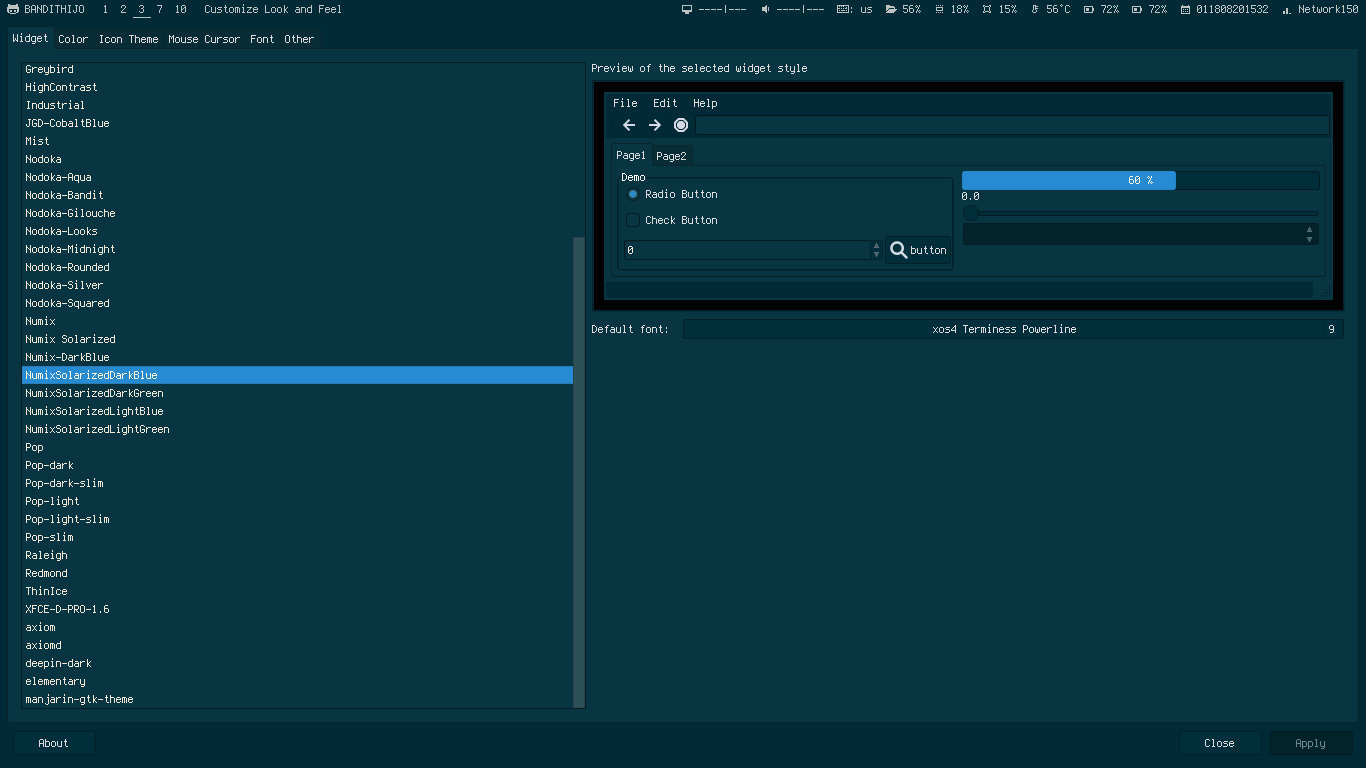 BANDITHIJO 1 2 3 7 10 Customize Look and Feel ----|--- ----|--- us 56% 18% 15% 56°C 72% 72% 011808201532 Network150
Widget Color Icon Theme Mouse Cursor Font Other
Greybird
HighContrast
Industrial
JGD-CobaltBlue
Mist
Nodoka
Nodoka-Aqua
Nodoka-Bandit
Nodoka-Gilouche
Nodoka-Looks
Nodoka-Midnight
Nodoka-Rounded
Nodoka-Silver
Nodoka-Squared
Numix
Numix Solarized
Numix-DarkBlue
NumixSolarizedDarkBlue
NumixSolarizedDarkGreen
NumixSolarizedLightBlue
NumixSolarizedLightGreen
Pop
Pop-dark
Pop-dark-slim
Pop-light
Pop-light-slim
Pop-slim
Raleigh
Redmond
ThinIce
XFCE-D-PRO-1.6
axiom
axiomd
deepin-dark
elementary
manjarin-gtk-theme
Preview of the selected widget style
File Edit Help
Page1 Page2
Demo
Radio Button
Check Button
0
button
60 %
0.0
Default font: xos4 Terminess Powerline 9
About Close Apply